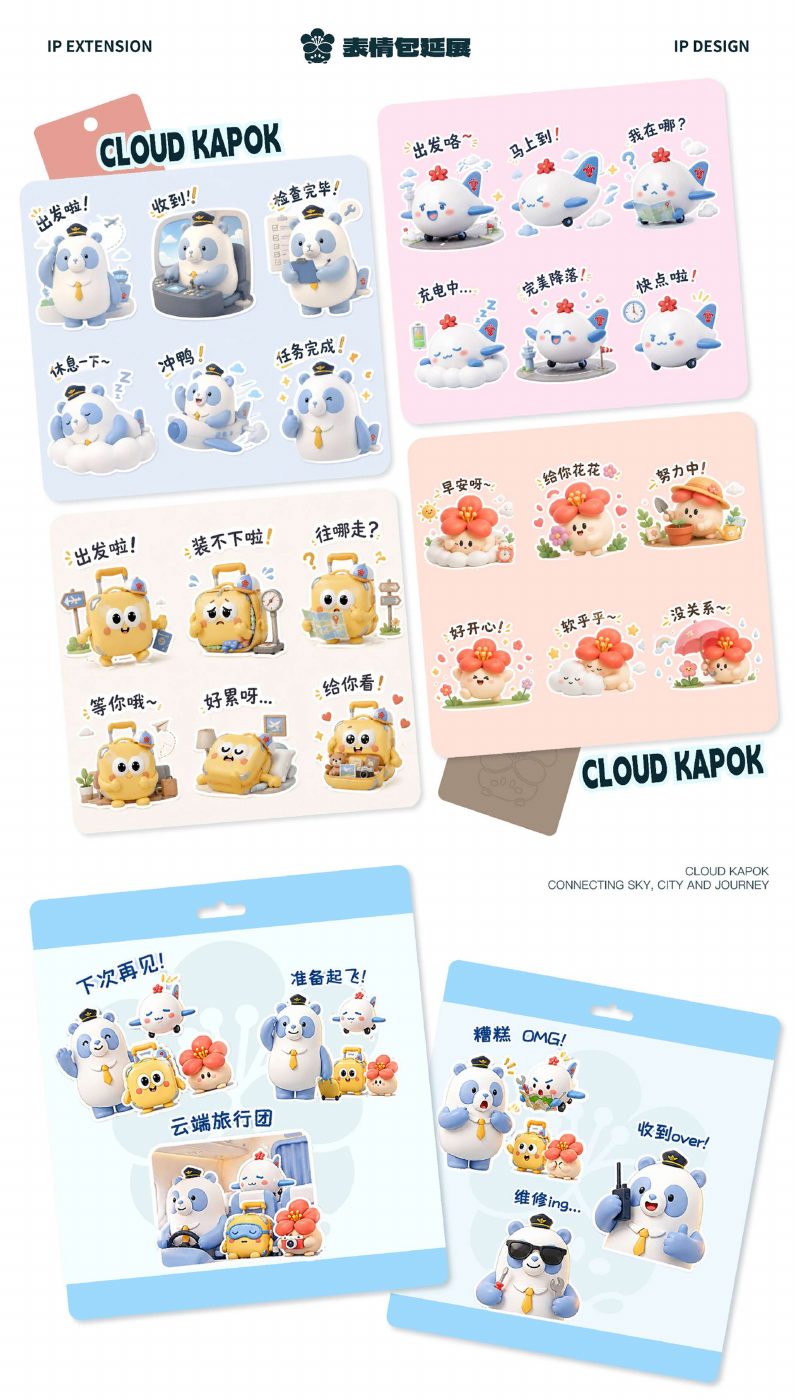 IP EXTENSION
表情包延展
IP DESIGN
CLOUD KAPOK
出发啦!
收到!
检查完毕!
休息一下~
冲鸭!
任务完成!
出发咯~
马上到!
我在哪?
充电中...
完美降落!
快点啦!
出发啦!
装不下啦!
往哪走?
等你哦~
好累呀...
给你看!
早安呀~
给你花花
努力中!
好开心!
软乎乎~
没关系~
CLOUD KAPOK
CLOUD KAPOK
CONNECTING SKY, CITY AND JOURNEY
下次再见!
准备起飞!
云端旅行团
糟糕 OMG!
收到over!
维修ing...